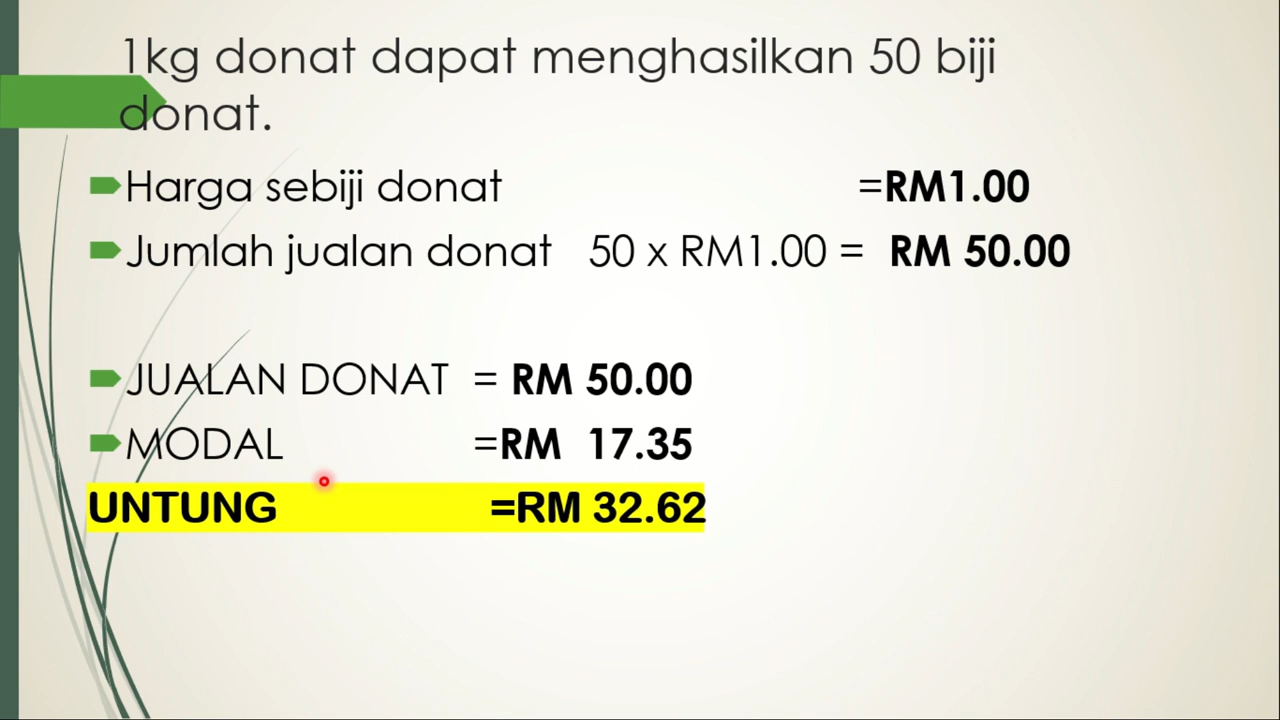 1kg donat dapat menghasilkan 50 biji
donat.
Harga sebiji donat =RM1.00
Jumlah jualan donat 50 x RM1.00 = RM 50.00
JUALAN DONAT = RM 50.00
MODAL =RM 17.35
UNTUNG =RM 32.62